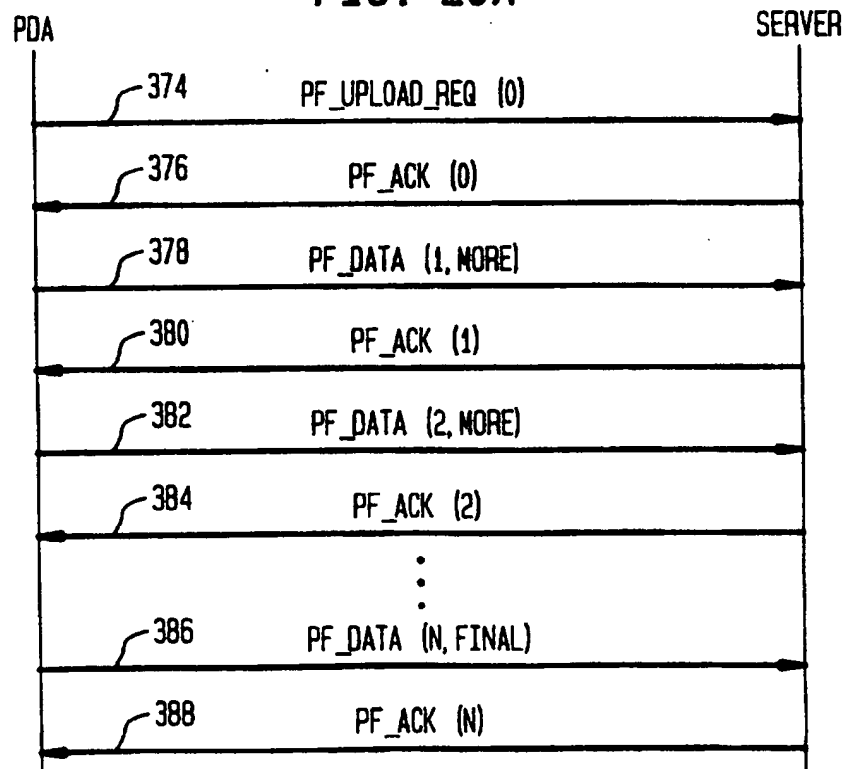 PDA
SERVER
374 PF_UPLOAD_REQ (0)
376 PF_ACK (0)
378 PF_DATA (1, MORE)
380 PF_ACK (1)
382 PF_DATA (2, MORE)
384 PF_ACK (2)
386 PF_DATA (N, FINAL)
388 PF_ACK (N)